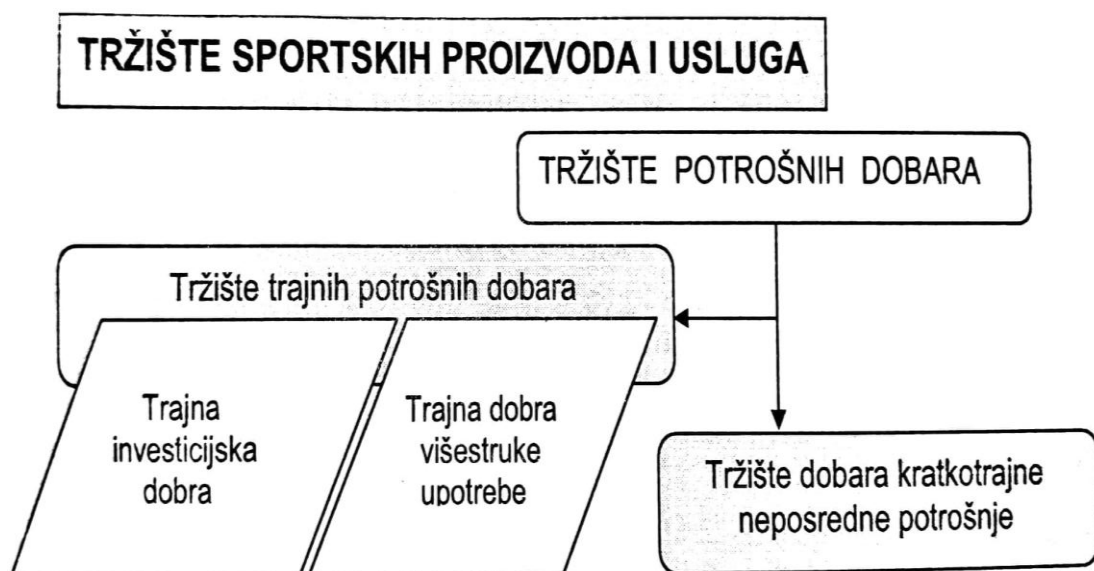 TRŽIŠTE SPORTSKIH PROIZVODA I USLUGA
TRŽIŠTE POTROŠNIH DOBARA
Tržište trajnih potrošnih dobara
Trajna
investicijska
dobra
Trajna dobra
višestruke
upotrebe
Tržište dobara kratkotrajne
neposredne potrošnje